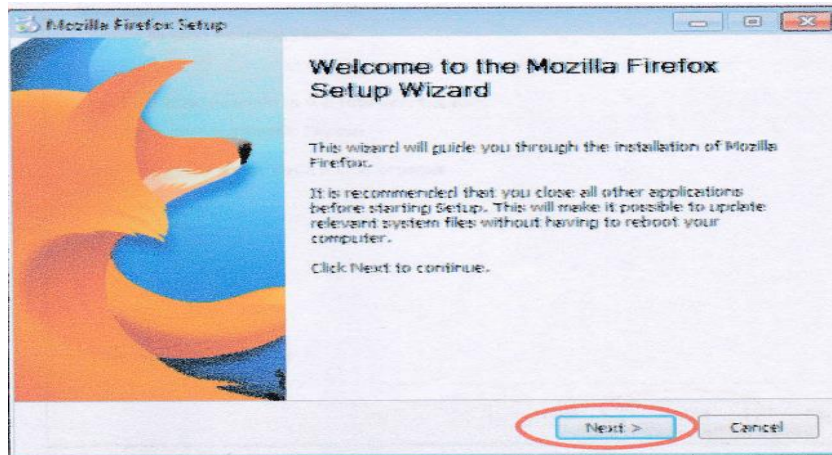 Mozilla Firefox Setup
Welcome to the Mozilla Firefox
Setup Wizard
This wizard will guide you through the installation of Mozilla
Firefox.
It is recommended that you close all other applications
before starting Setup. This will make it possible to update
relevant system files without having to reboot your
computer.
Click Next to continue.
Next >
Cancel